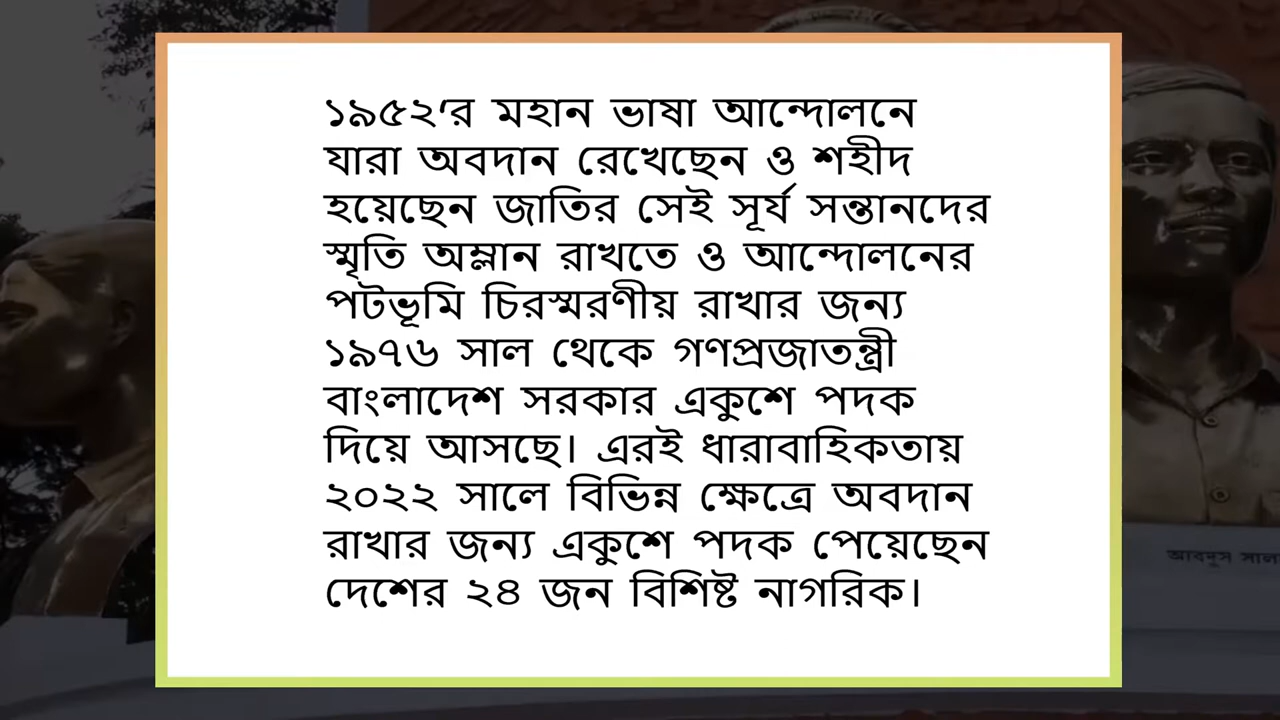 ১৯৫২'র মহান ভাষা আন্দোলনে
যারা অবদান রেখেছেন ও শহীদ
হয়েছেন জাতির সেই সূর্য সন্তানদের
স্মৃতি অম্লান রাখতে ও আন্দোলনের
পটভূমি চিরস্মরণীয় রাখার জন্য
১৯৭৬ সাল থেকে গণপ্রজাতন্ত্রী
বাংলাদেশ সরকার একুশে পদক
দিয়ে আসছে। এরই ধারাবাহিকতায়
২০২২ সালে বিভিন্ন ক্ষেত্রে অবদান
রাখার জন্য একুশে পদক পেয়েছেন
দেশের ২৪ জন বিশিষ্ট নাগরিক।
আবদুস সালা